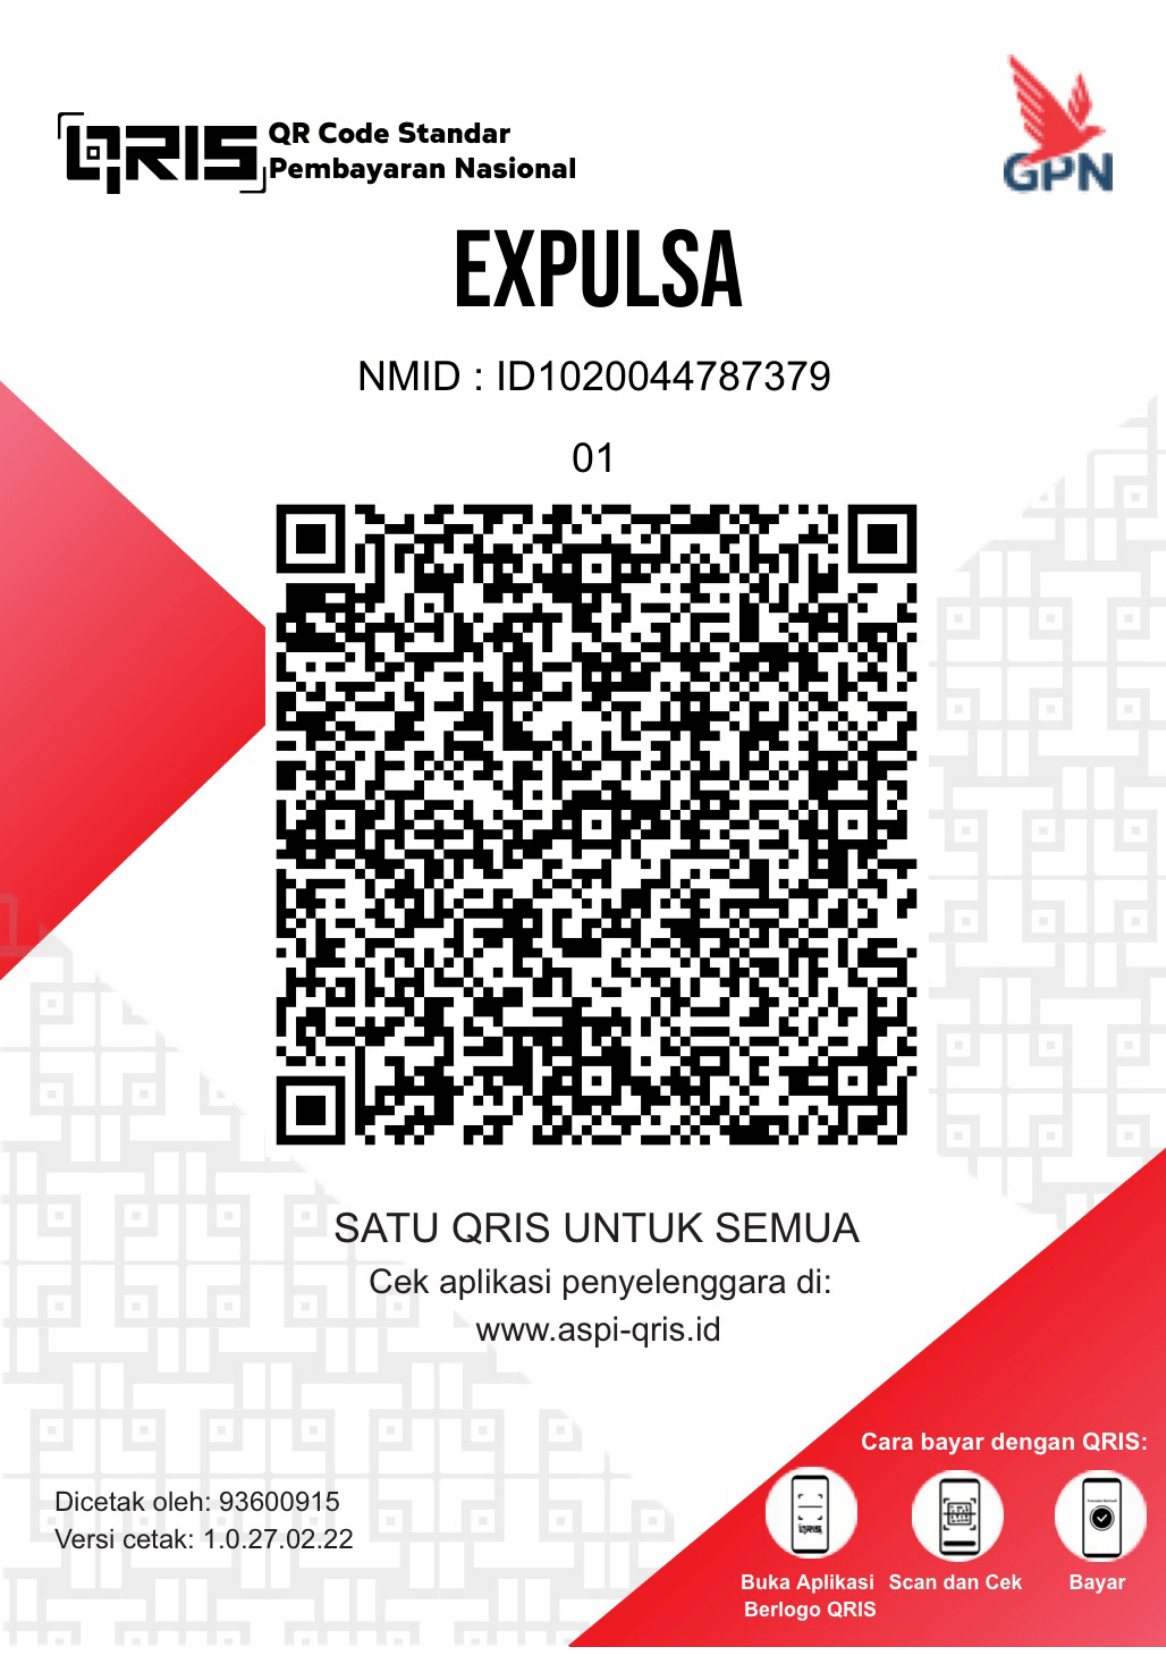 QRIS QR Code Standar
Pembayaran Nasional
GPN
EXPULSA
NMID : ID1020044787379
01
SATU QRIS UNTUK SEMUA
Cek aplikasi penyelenggara di:
www.aspi-qris.id
Cara bayar dengan QRIS:
Dicetak oleh: 93600915
Versi cetak: 1.0.27.02.22
QRIS
Buka Aplikasi
Berlogo QRIS
Scan dan Cek
Bayar